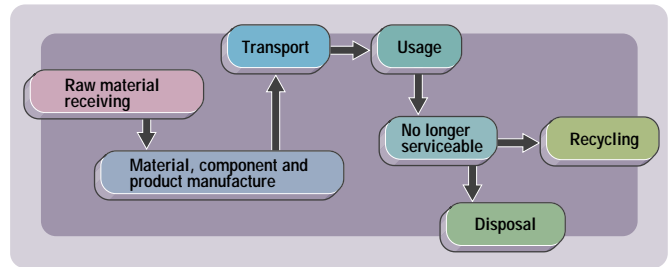 Raw material
receiving
Material, component and
product manufacture
Transport
Usage
No longer
serviceable
Recycling
Disposal